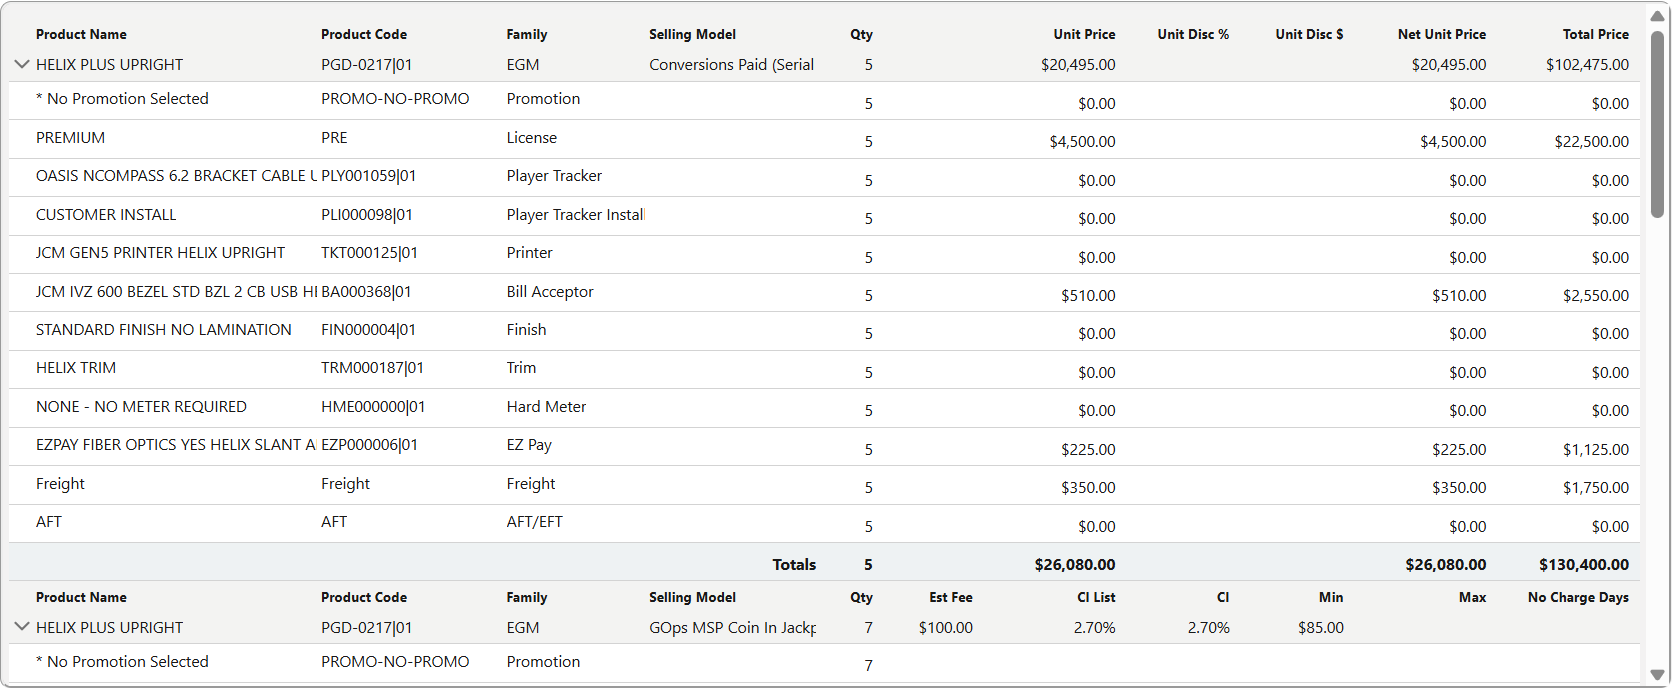 Product Name Product Code Family Selling Model Qty Unit Price Unit Disc % Unit Disc $ Net Unit Price Total Price
HELIX PLUS UPRIGHT PGD-0217|01 EGM Conversions Paid (Serial 5 $20,495.00 $20,495.00 $102,475.00
* No Promotion Selected PROMO-NO-PROMO Promotion 5 $0.00 $0.00 $0.00
PREMIUM PRE License 5 $4,500.00 $4,500.00 $22,500.00
OASIS NCOMPASS 6.2 BRACKET CABLE U PLY001059|01 Player Tracker 5 $0.00 $0.00 $0.00
CUSTOMER INSTALL PLI000098|01 Player Tracker Install 5 $0.00 $0.00 $0.00
JCM GEN5 PRINTER HELIX UPRIGHT TKT000125|01 Printer 5 $0.00 $0.00 $0.00
JCM IVZ 600 BEZEL STD BZL 2 CB USB HI BA000368|01 Bill Acceptor 5 $510.00 $510.00 $2,550.00
STANDARD FINISH NO LAMINATION FIN000004|01 Finish 5 $0.00 $0.00 $0.00
HELIX TRIM TRM000187|01 Trim 5 $0.00 $0.00 $0.00
NONE - NO METER REQUIRED HME000000|01 Hard Meter 5 $0.00 $0.00 $0.00
EZPAY FIBER OPTICS YES HELIX SLANT A EZP000006|01 EZ Pay 5 $225.00 $225.00 $1,125.00
Freight Freight Freight 5 $350.00 $350.00 $1,750.00
AFT AFT AFT/EFT 5 $0.00 $0.00 $0.00
Totals 5 $26,080.00 $26,080.00 $130,400.00
Product Name Product Code Family Selling Model Qty Est Fee CI List CI Min Max No Charge Days
HELIX PLUS UPRIGHT PGD-0217|01 EGM GOps MSP Coin In Jackp 7 $100.00 2.70% 2.70% $85.00
* No Promotion Selected PROMO-NO-PROMO Promotion 7